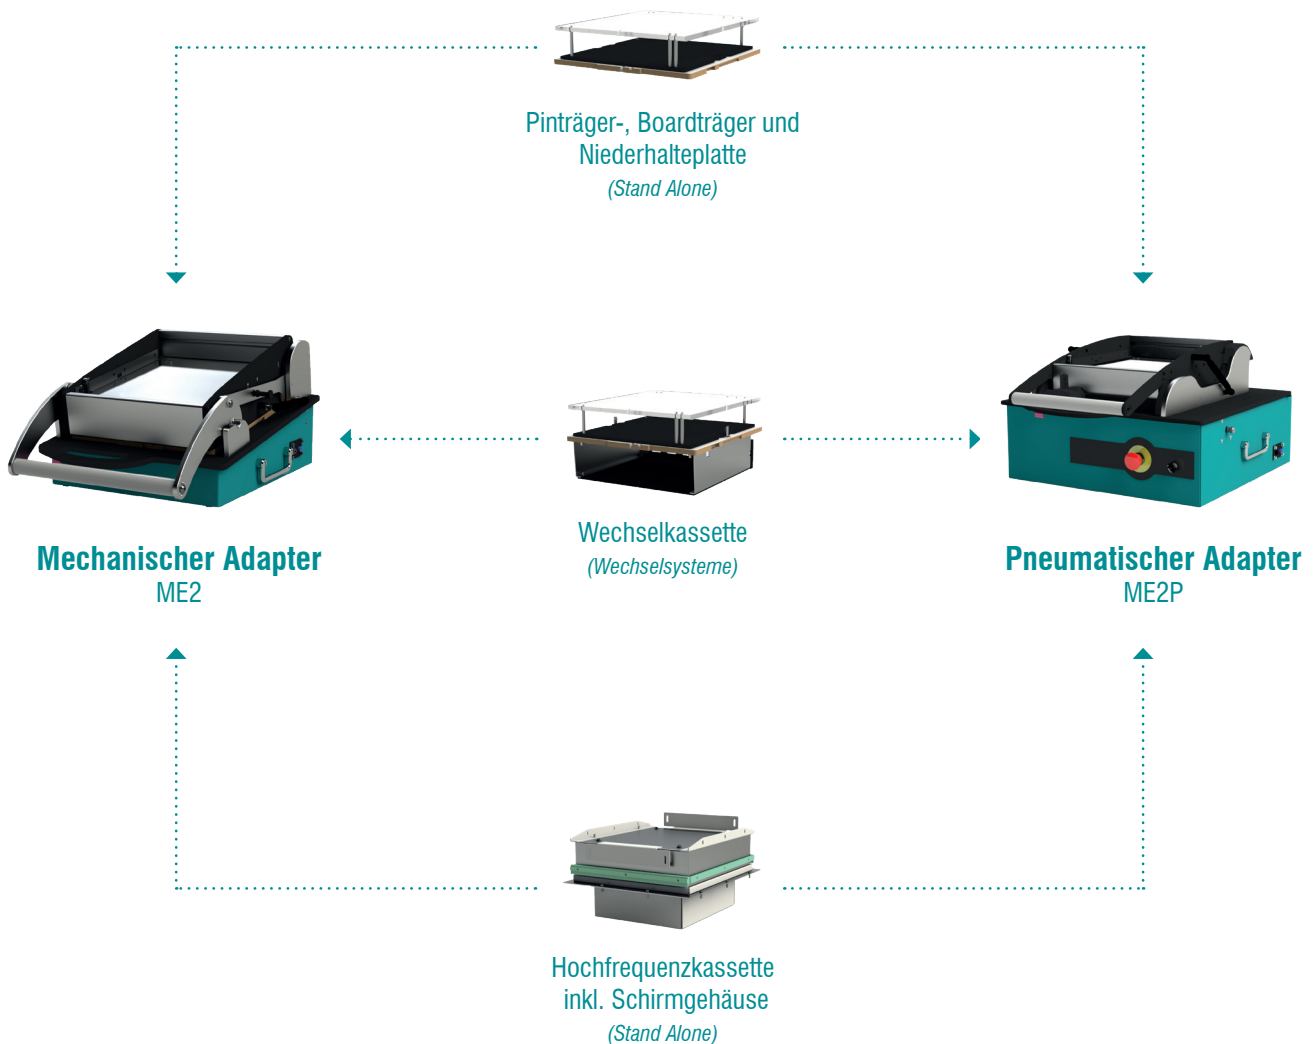 Pinträger-, Boardträger und
Niederhalteplatte
(Stand Alone)
Mechanischer Adapter
ME2
Wechselkassette
(Wechselsysteme)
Pneumatischer Adapter
ME2P
Hochfrequenzkassette
inkl. Schirmgehäuse
(Stand Alone)